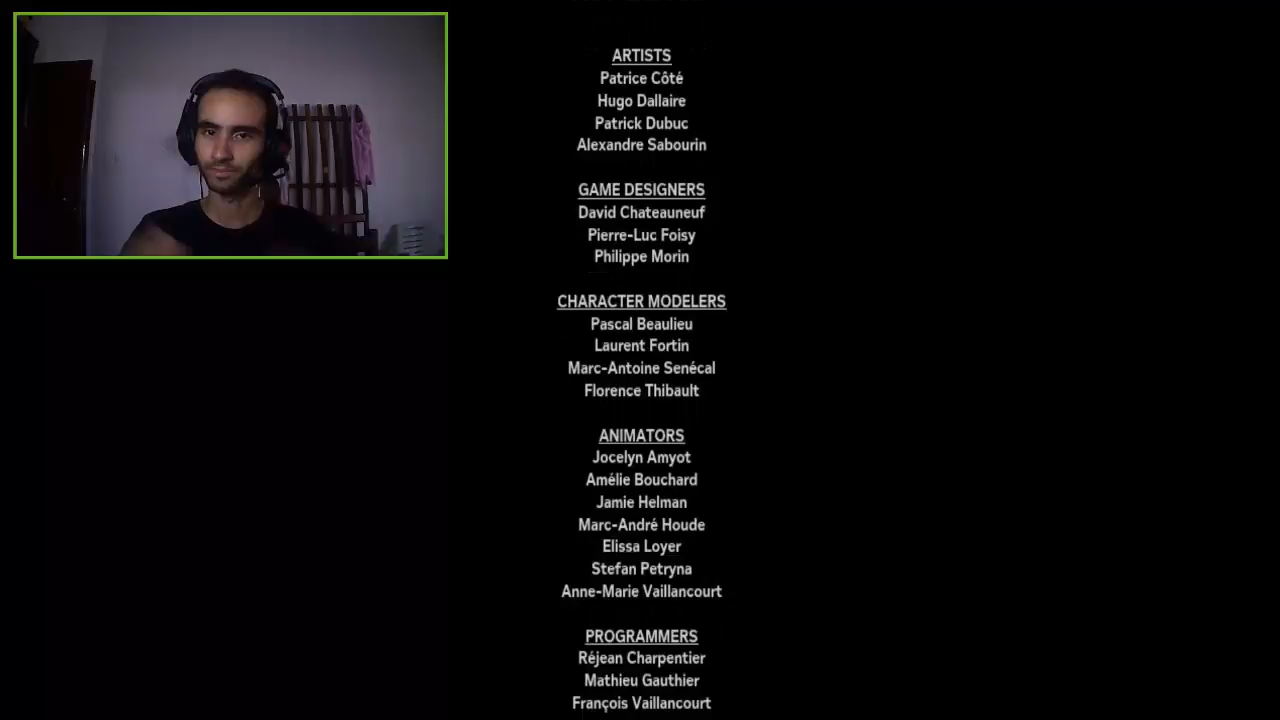 ARTISTS
Patrice Côté
Hugo Dallaire
Patrick Dubuc
Alexandre Sabourin
GAME DESIGNERS
David Chateauneuf
Pierre-Luc Foisy
Philippe Morin
CHARACTER MODELERS
Pascal Beaulieu
Laurent Fortin
Marc-Antoine Senécal
Florence Thibault
ANIMATORS
Jocelyn Amyot
Amélie Bouchard
Jamie Helman
Marc-André Houde
Elissa Loyer
Stefan Petryna
Anne-Marie Vaillancourt
PROGRAMMERS
Réjean Charpentier
Mathieu Gauthier
François Vaillancourt